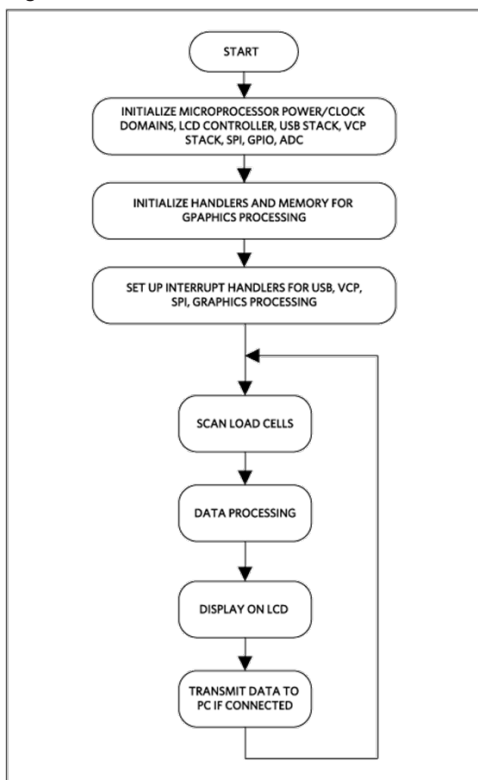 START
INITIALIZE MICROPROCESSOR POWER/CLOCK
DOMAINS, LCD CONTROLLER, USB STACK, VCP
STACK, SPI, GPIO, ADC
INITIALIZE HANDLERS AND MEMORY FOR
GPAPHICS PROCESSING
SET UP INTERRUPT HANDLERS FOR USB, VCP,
SPI, GRAPHICS PROCESSING
SCAN LOAD CELLS
DATA PROCESSING
DISPLAY ON LCD
TRANSMIT DATA TO
PC IF CONNECTED